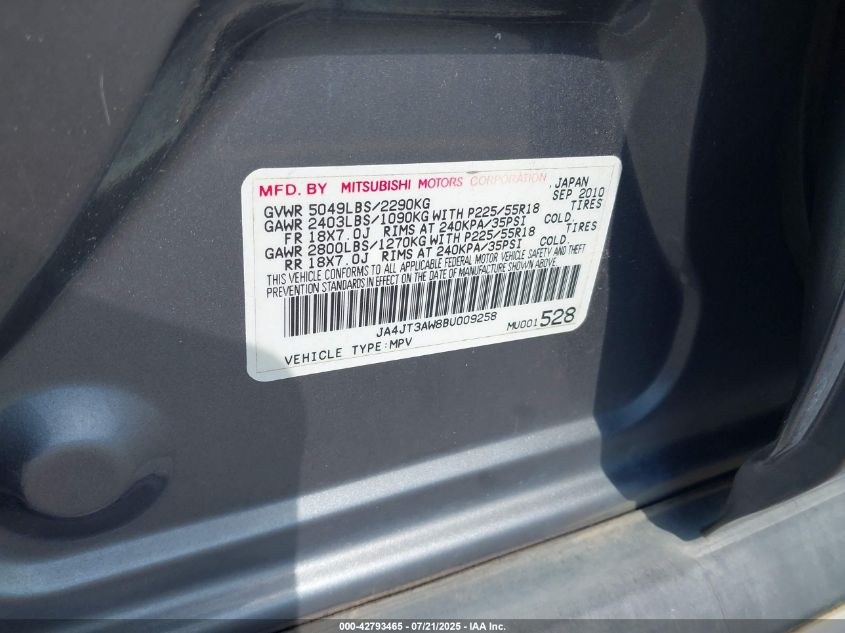 MFD. BY MITSUBISHI MOTORS CORPORATION, JAPAN
SEP 2010
GVWR 5049LBS/2290KG
GAWR 2403LBS/1090KG WITH P225/55R18 TIRES
FR 18X7.0J RIMS AT 240KPA/35PSI COLD.
GAWR 2800LBS/1270KG WITH P225/55R18 TIRES
RR 18X7.0J RIMS AT 240KPA/35PSI COLD.
THIS VEHICLE CONFORMS TO ALL APPLICABLE FEDERAL MOTOR VEHICLE SAFETY AND THEFT
PREVENTION STANDARDS IN EFFECT ON THE DATE OF MANUFACTURE SHOWN ABOVE.
JA4JT3AW8BU009258
MU001528
VEHICLE TYPE:MPV
000-42793465 - 07/21/2025 - IAA Inc.